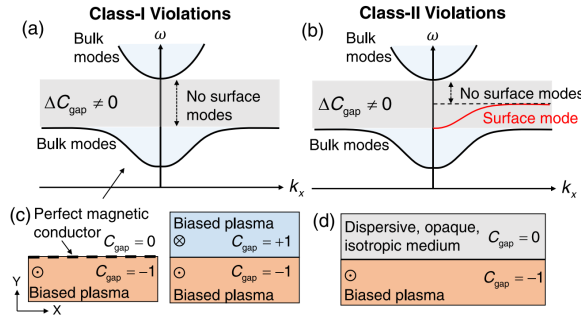 Class-I Violations
(a)
Bulk
modes
ω
ΔC_gap ≠ 0
No surface
modes
Bulk modes
k_x
Class-II Violations
(b)
Bulk
modes
ω
ΔC_gap ≠ 0
No surface modes
Surface mode
Bulk modes
k_x
(c)
Perfect magnetic
conductor
C_gap = 0
C_gap = −1
Biased plasma
Y
X
Biased plasma
C_gap = +1
C_gap = −1
Biased plasma
(d)
Dispersive, opaque,
isotropic medium
C_gap = 0
C_gap = −1
Biased plasma